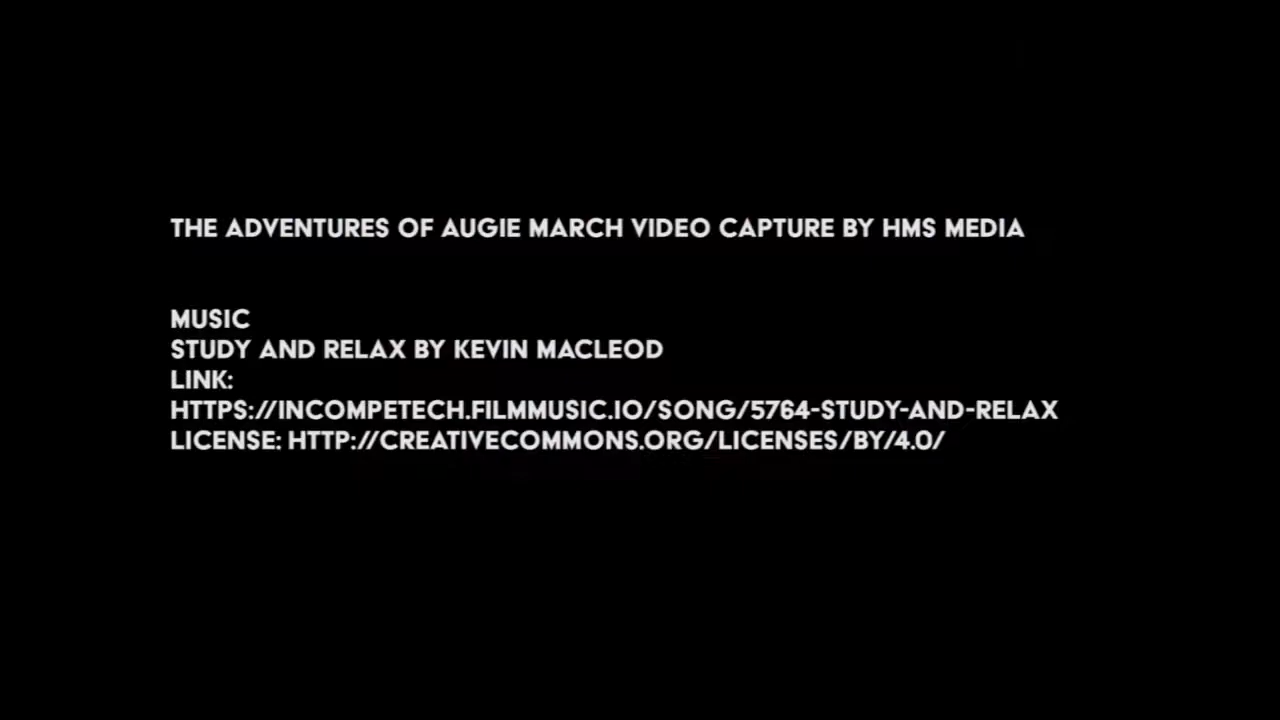 THE ADVENTURES OF AUGIE MARCH VIDEO CAPTURE BY HMS MEDIA
MUSIC
STUDY AND RELAX BY KEVIN MACLEOD
LINK:
HTTPS://INCOMPETECH.FILMMUSIC.IO/SONG/5764-STUDY-AND-RELAX
LICENSE: HTTP://CREATIVECOMMONS.ORG/LICENSES/BY/4.0/